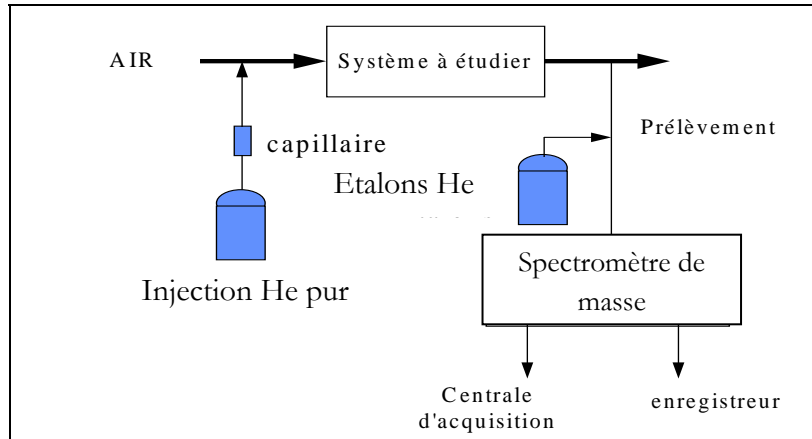 AIR
Système à étudier
capillaire
Prélèvement
Etalons He
Injection He pur
Spectromètre de
masse
Centrale
d'acquisition
enregistreur